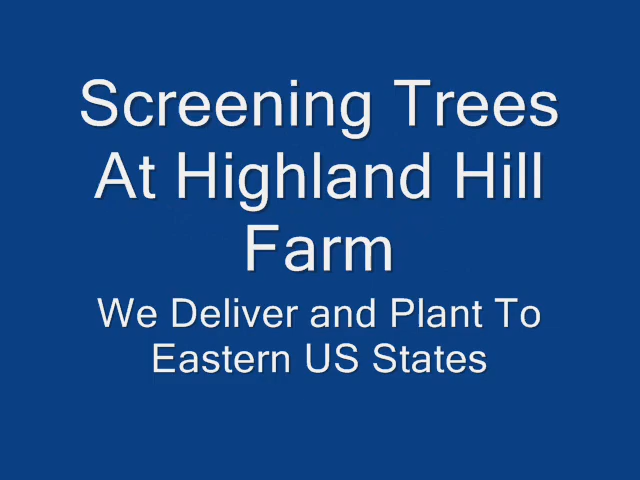 Screening Trees
At Highland Hill
Farm
We Deliver and Plant To
Eastern US States